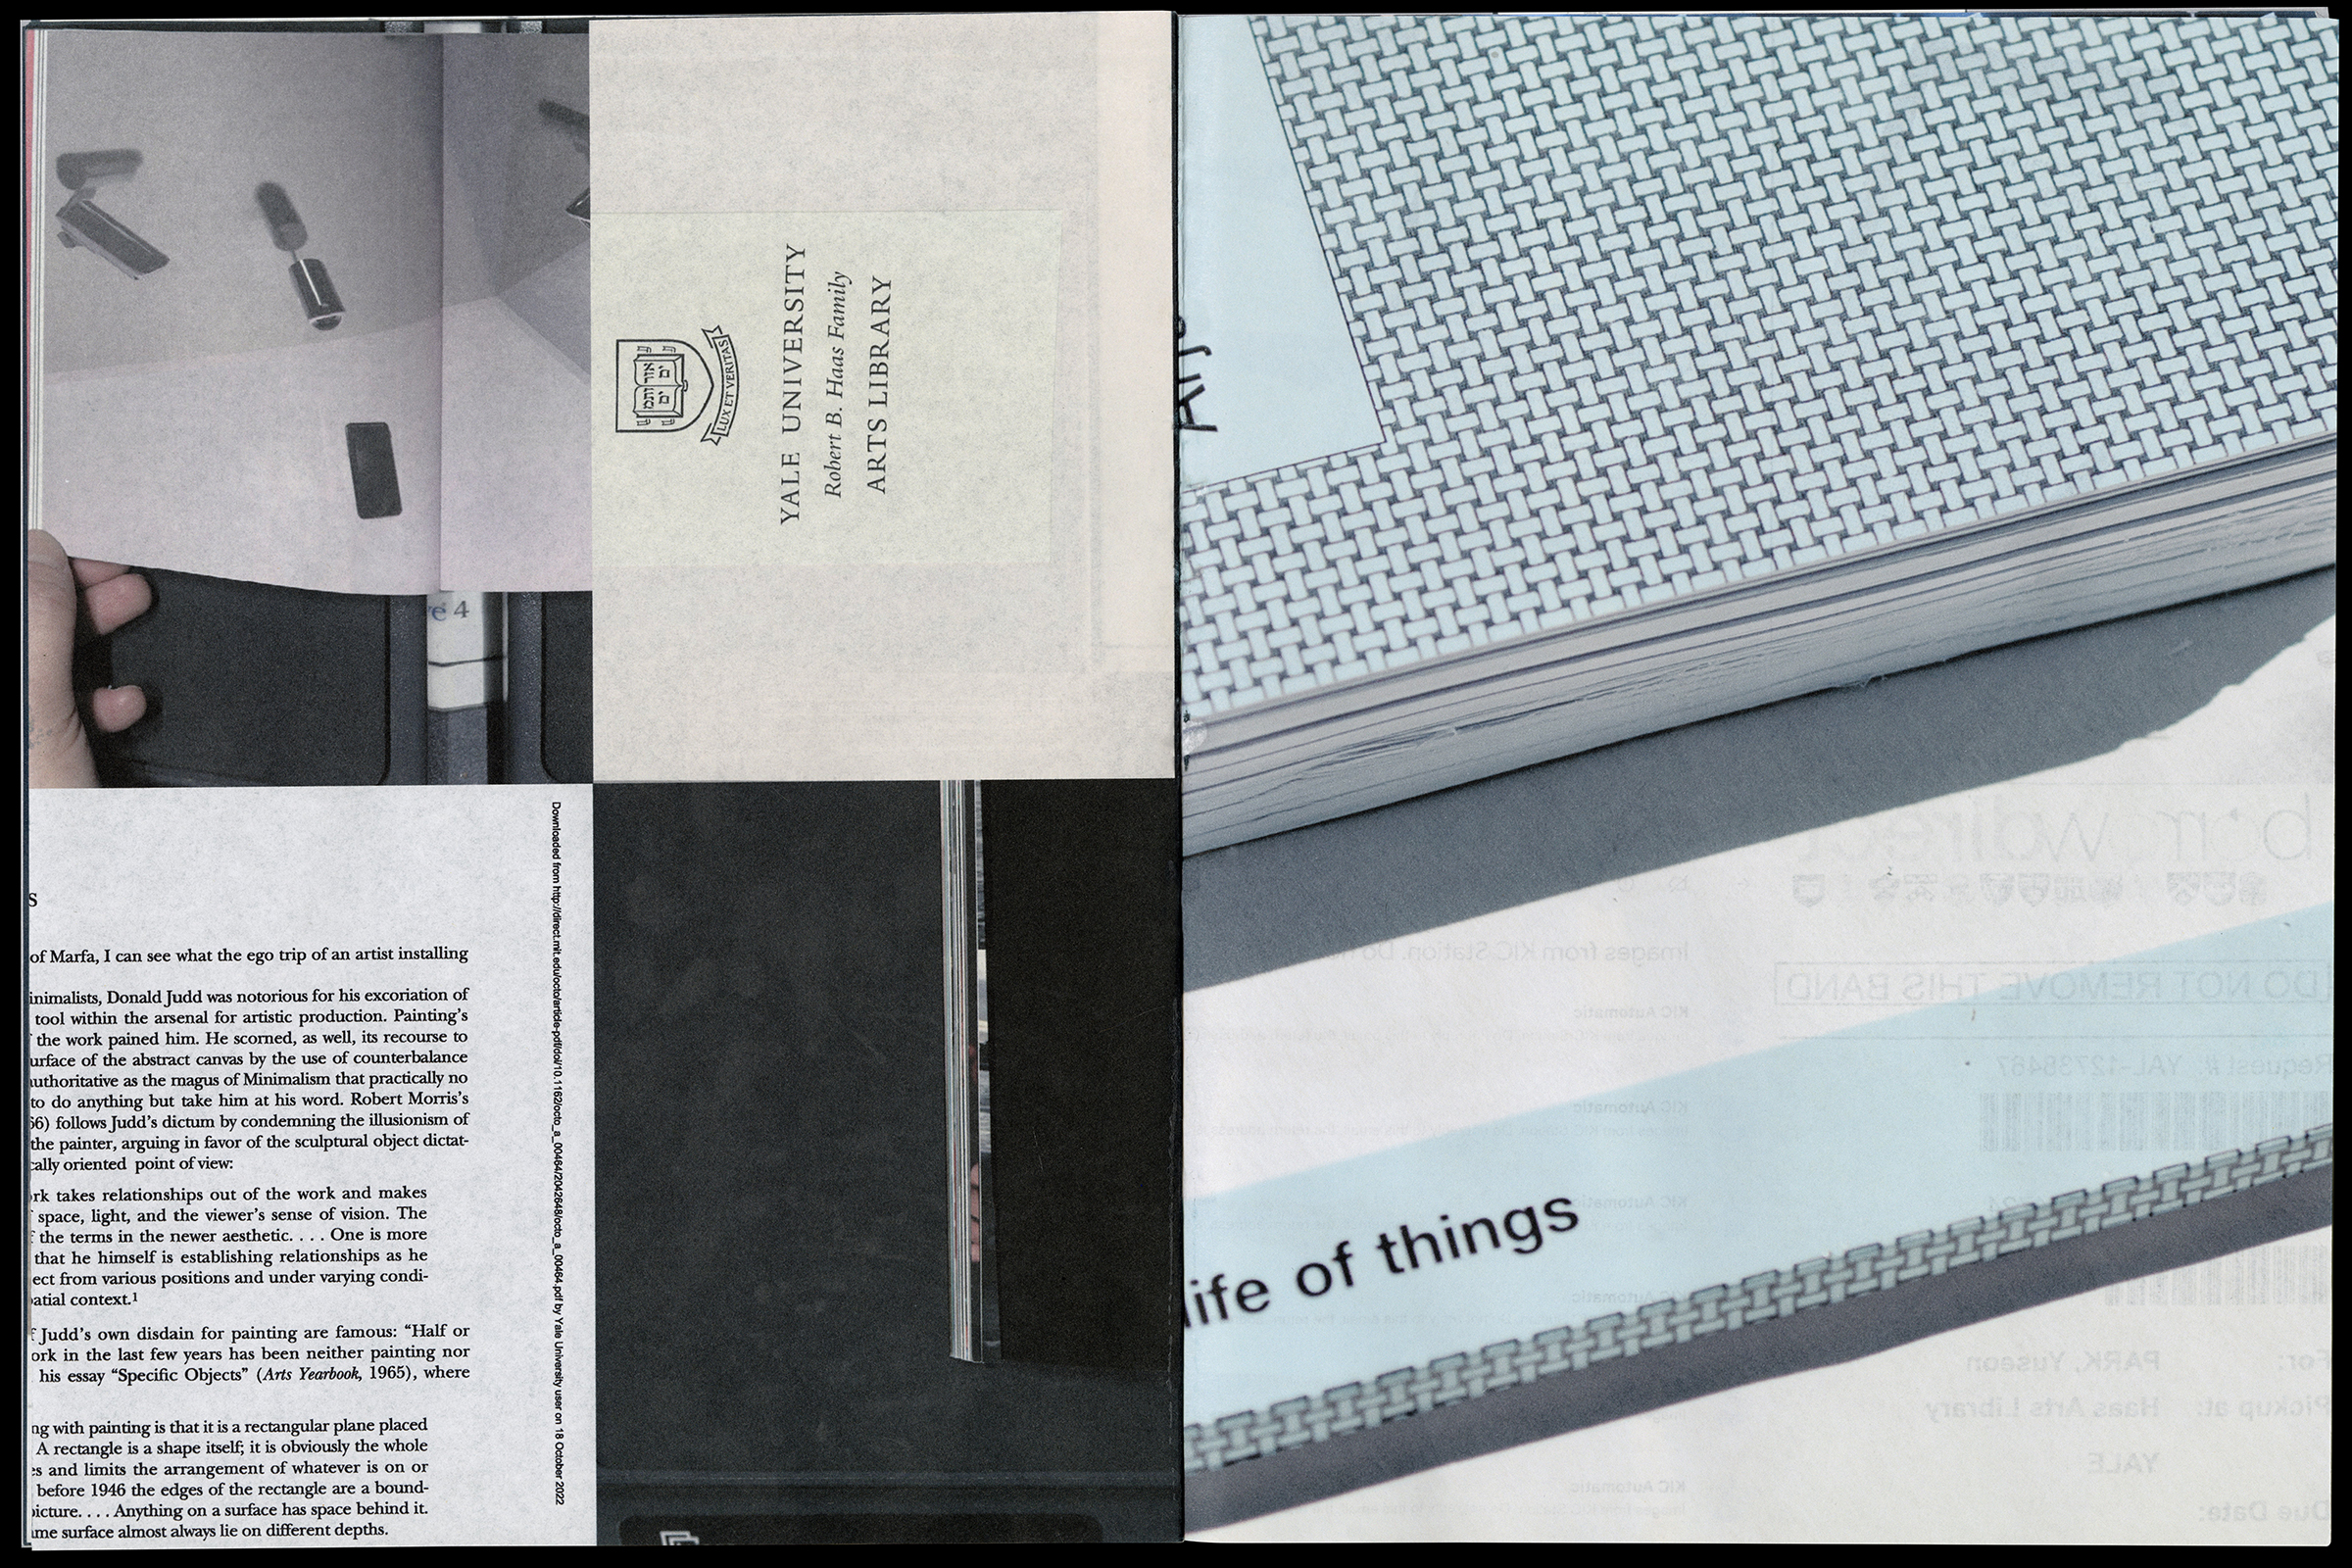 e 4
אורים
ותמים
LUX ET VERITAS
YALE UNIVERSITY
Robert B. Haas Family
ARTS LIBRARY
s
of Marfa, I can see what the ego trip of an artist installing
inimalists, Donald Judd was notorious for his excoriation of
tool within the arsenal for artistic production. Painting’s
the work pained him. He scorned, as well, its recourse to
urface of the abstract canvas by the use of counterbalance
uthoritative as the magus of Minimalism that practically no
to do anything but take him at his word. Robert Morris’s
66) follows Judd’s dictum by condemning the illusionism of
the painter, arguing in favor of the sculptural object dictat-
cally oriented point of view:
rk takes relationships out of the work and makes
space, light, and the viewer’s sense of vision. The
f the terms in the newer aesthetic. . . . One is more
that he himself is establishing relationships as he
ect from various positions and under varying condi-
patial context.1
f Judd’s own disdain for painting are famous: “Half or
ork in the last few years has been neither painting nor
his essay “Specific Objects” (Arts Yearbook, 1965), where
ng with painting is that it is a rectangular plane placed
A rectangle is a shape itself; it is obviously the whole
es and limits the arrangement of whatever is on or
before 1946 the edges of the rectangle are a bound-
picture. . . . Anything on a surface has space behind it.
ame surface almost always lie on different depths.
Downloaded from http://direct.mit.edu/octo/article-pdf/doi/10.1162/octo_a_00464/2042648/octo_a_00464.pdf by Yale University user on 18 October 2022
life of things
borrowdirect
Images from KIC Station. Do
DO NOT REMOVE THIS BAND
KIC Automatic
Request #: YAL-12738467
KIC Automatic
KIC Automatic
KIC Automatic
For: PARK, Yuseon
Pickup at: Haas Arts Library
YALE
KIC Automatic
Due Date: